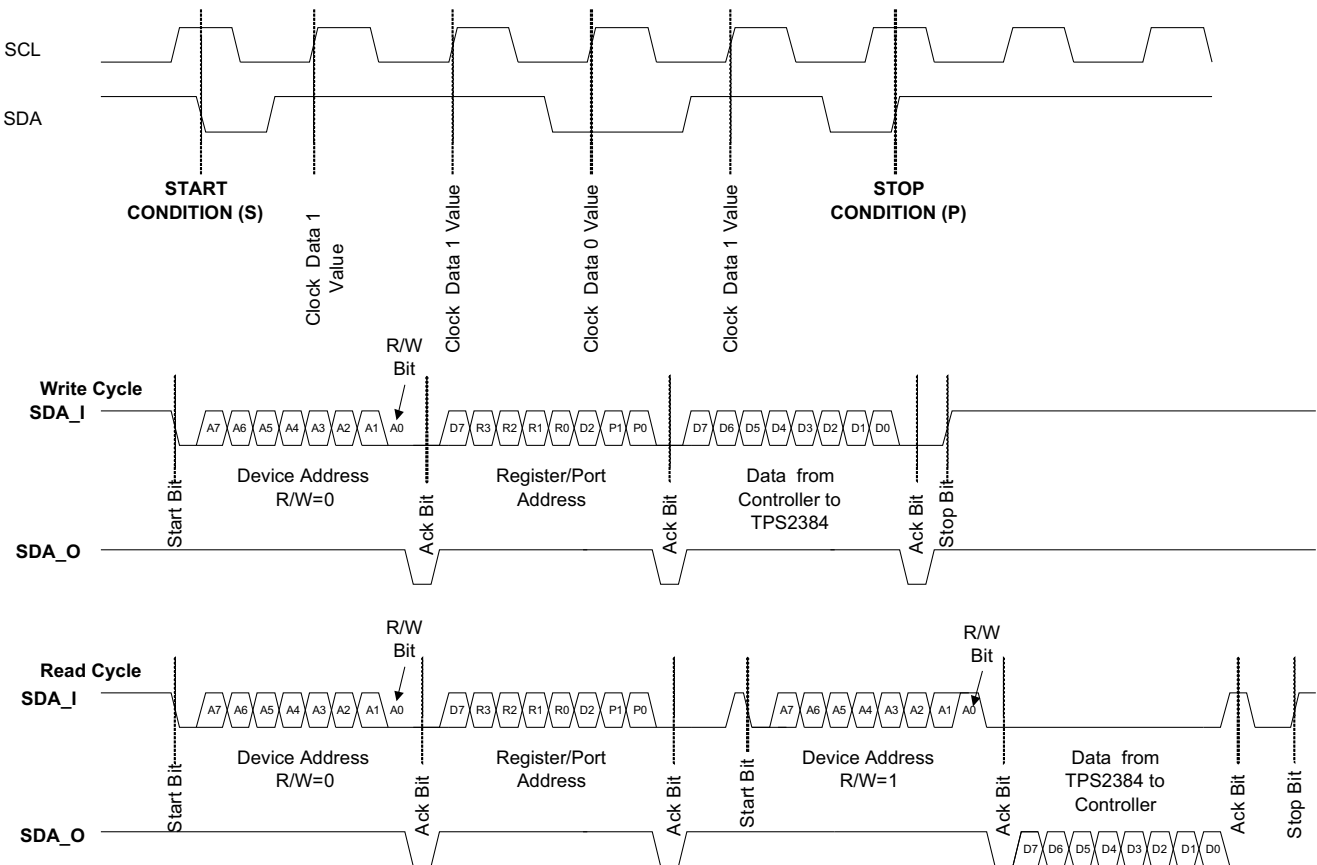 SCL
SDA
START
CONDITION (S)
Clock Data 1
Value
Clock Data 1 Value
Clock Data 0 Value
Clock Data 1 Value
STOP
CONDITION (P)
Write Cycle
SDA_I
R/W
Bit
A7 A6 A5 A4 A3 A2 A1 A0
D7 R3 R2 R1 R0 D2 P1 P0
D7 D6 D5 D4 D3 D2 D1 D0
Start Bit
Device Address
R/W=0
Ack Bit
Register/Port
Address
Ack Bit
Data from
Controller to
TPS2384
Ack Bit
Stop Bit
SDA_O
Read Cycle
SDA_I
R/W
Bit
R/W
Bit
A7 A6 A5 A4 A3 A2 A1 A0
D7 R3 R2 R1 R0 D2 P1 P0
A7 A6 A5 A4 A3 A2 A1 A0
Start Bit
Device Address
R/W=0
Ack Bit
Register/Port
Address
Ack Bit
Start Bit
Device Address
R/W=1
Ack Bit
Data from
TPS2384 to
Controller
Ack Bit
Stop Bit
SDA_O
D7 D6 D5 D4 D3 D2 D1 D0